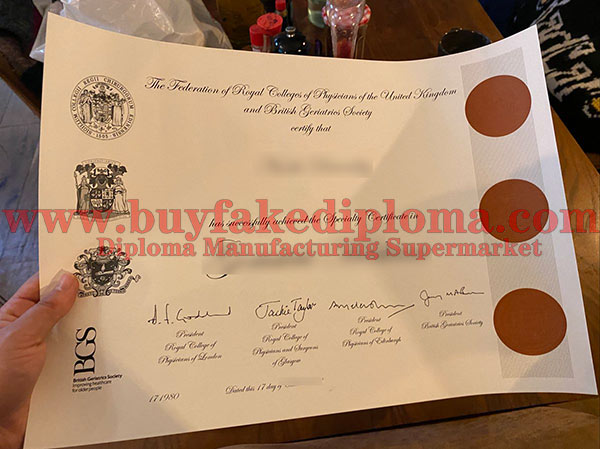 The Federation of Royal Colleges of Physicians of the United Kingdom
and British Geriatrics Society
certify that
www.buyfakediploma.com
has successfully achieved the Specialty Certificate in
Diploma Manufacturing Supermarket
Jackie Taylor
President
Royal College of
Physicians of London
President
Royal College of
Physicians and Surgeons
of Glasgow
President
Royal College of
Physicians of Edinburgh
President
British Geriatrics Society
BGS
British Geriatrics Society
Improving healthcare
for older people
171980
Dated this 17 day of